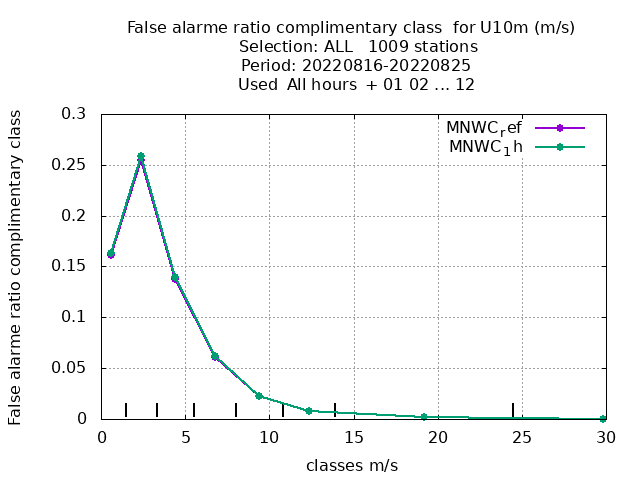 False alarme ratio complimentary class  for U10m (m/s)
Selection: ALL   1009 stations
Period: 20220816-20220825
Used  All hours  + 01 02 ... 12
False alarme ratio complimentary class
0.3
0.25
0.2
0.15
0.1
0.05
0
MNWC_ref
MNWC_1h
0 5 10 15 20 25 30
classes m/s